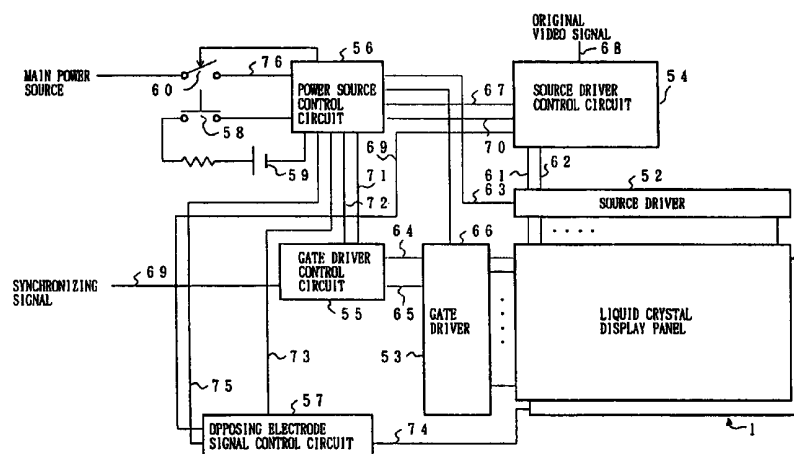 ORIGINAL
VIDEO SIGNAL
68
56
76
MAIN POWER
SOURCE
60
POWER SOURCE
CONTROL
CIRCUIT
67
SOURCE DRIVER
CONTROL CIRCUIT
54
58
70
69
59
71
72
61
62
63
52
SOURCE DRIVER
66
64
GATE DRIVER
CONTROL
CIRCUIT
69
SYNCHRONIZING
SIGNAL
55
65
GATE
DRIVER
LIQUID CRYSTAL
DISPLAY PANEL
53
73
75
57
OPPOSING ELECTRODE
SIGNAL CONTROL CIRCUIT
74
1